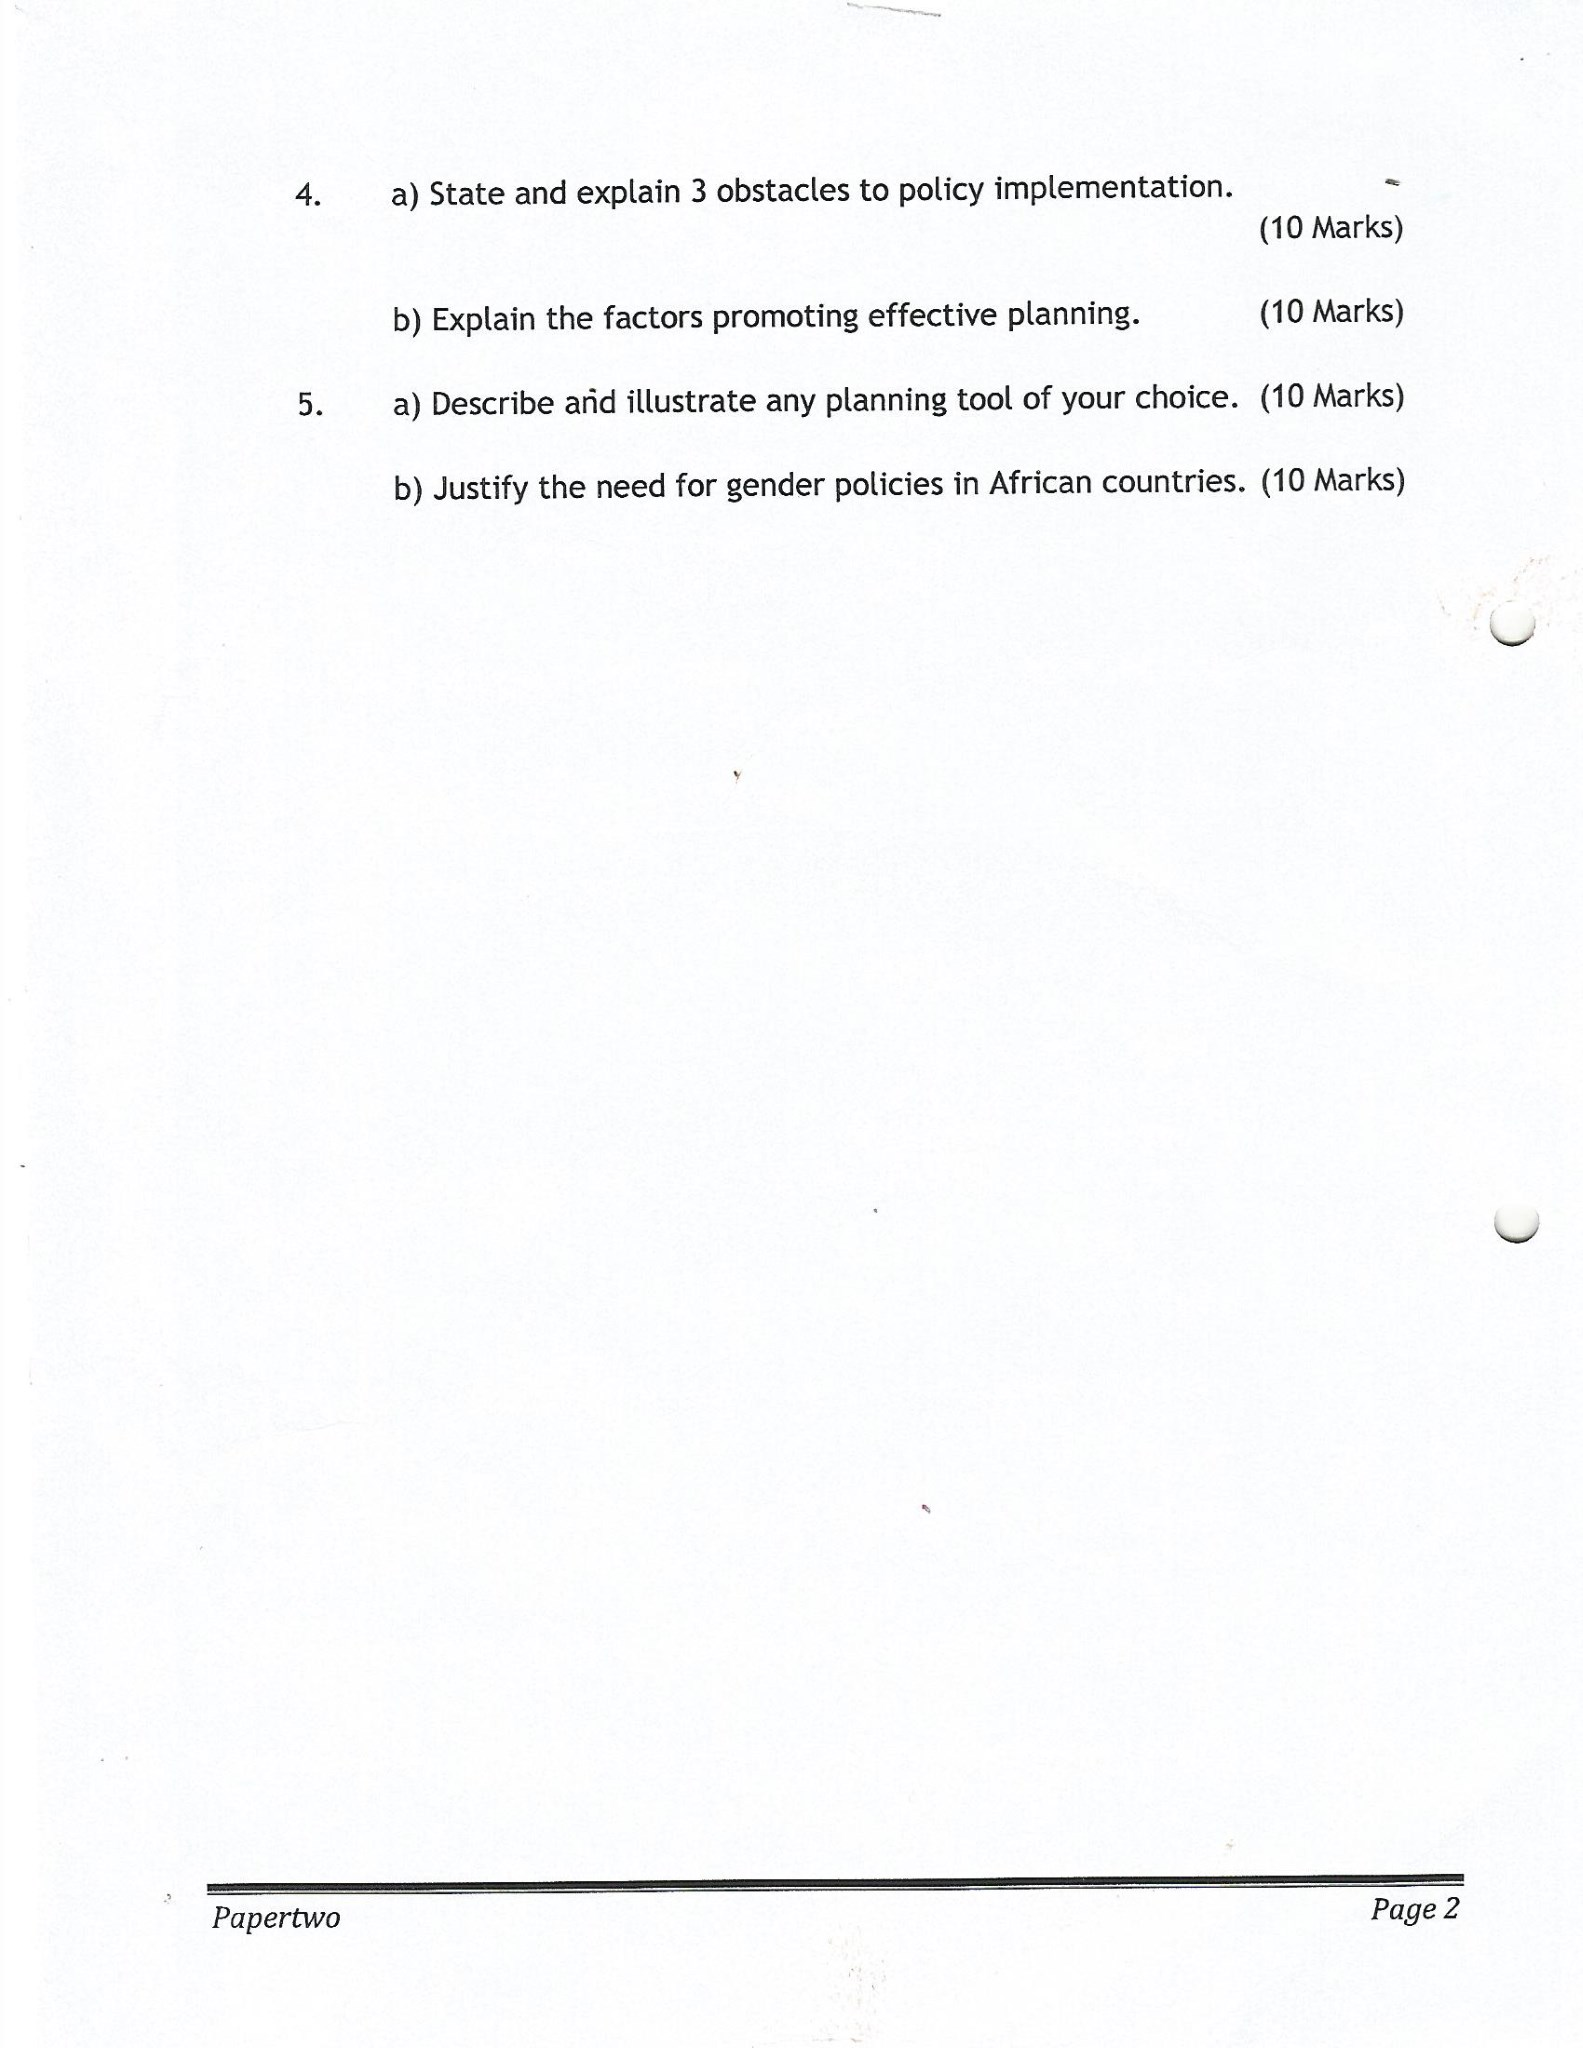 4. a) State and explain 3 obstacles to policy implementation.
(10 Marks)
b) Explain the factors promoting effective planning. (10 Marks)
5. a) Describe and illustrate any planning tool of your choice. (10 Marks)
b) Justify the need for gender policies in African countries. (10 Marks)
Papertwo Page 2